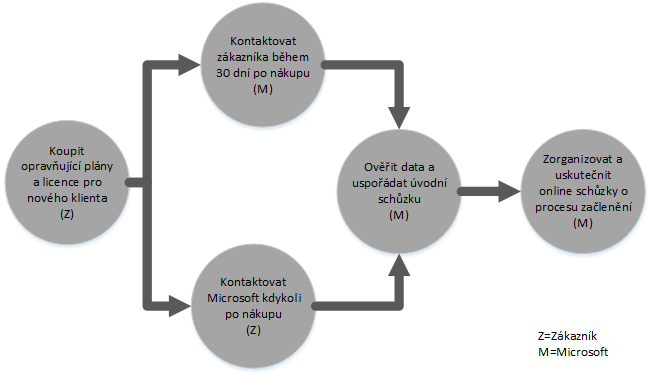 Koupit
opravňující plány
a licence pro
nového klienta
(Z)
Kontaktovat
zákazníka během
30 dní po nákupu
(M)
Kontaktovat
Microsoft kdykoli
po nákupu
(Z)
Ověřit data a
uspořádat úvodní
schůzku
(M)
Zorganizovat a
uskutečnit
online schůzky o
procesu začlenění
(M)
Z=Zákazník
M=Microsoft